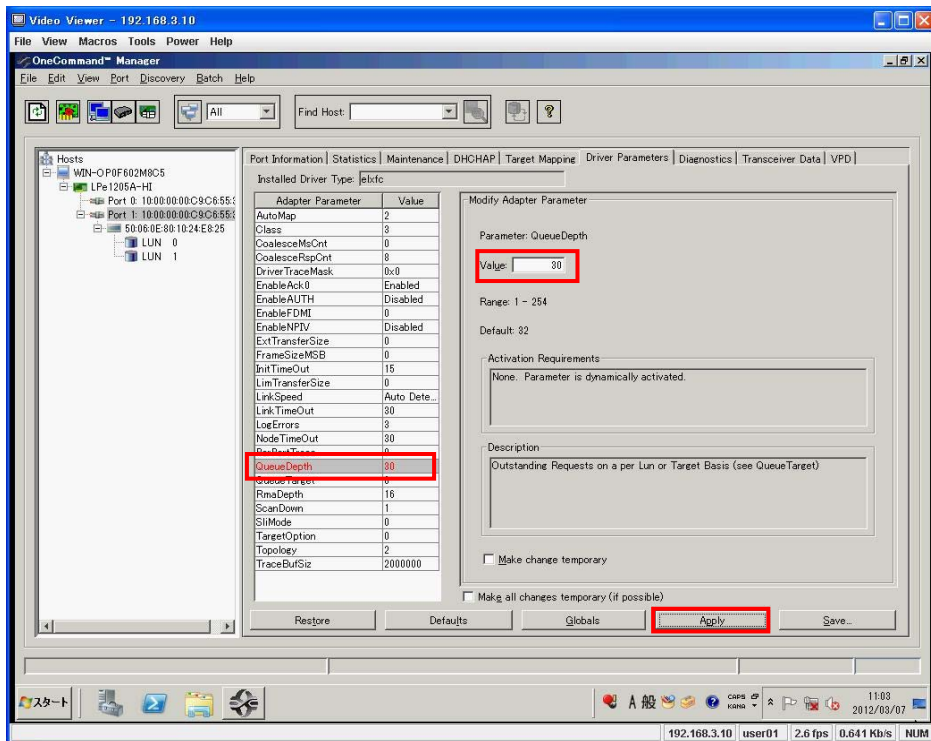 Video Viewer - 192.168.3.10
File View Macros Tools Power Help
OneCommand™ Manager
File Edit View Port Discovery Batch Help
All
Find Host:
Hosts
WIN-OP0F602M8C5
LPe1205A-HI
Port 0: 10:00:00:00:C9:C6:55:
Port 1: 10:00:00:00:C9:C6:55:
50:06:0E:80:10:24:E8:25
LUN 0
LUN 1
Port Information Statistics Maintenance DHCHAP Target Mapping Driver Parameters Diagnostics Transceiver Data VPD
Installed Driver Type: elxfc
Adapter Parameter Value
AutoMap 2
Class 3
CoalesceMsCnt 0
CoalesceRspCnt 8
DriverTraceMask 0x0
EnableAck0 Enabled
EnableAUTH Disabled
EnableFDMI 0
EnableNPIV Disabled
ExtTransferSize 0
FrameSizeMSB 0
InitTimeOut 15
LimTransferSize 0
LinkSpeed Auto Dete...
LinkTimeOut 30
LogErrors 3
NodeTimeOut 30
QueueDepth 30
QueueTarget 0
RmaDepth 16
ScanDown 1
SliMode 0
TargetOption 0
Topology 2
TraceBufSiz 2000000
Modify Adapter Parameter
Parameter: QueueDepth
Value: 30
Range: 1 - 254
Default: 32
Activation Requirements
None. Parameter is dynamically activated.
Description
Outstanding Requests on a per Lun or Target Basis (see QueueTarget)
Make change temporary
Make all changes temporary (if possible)
Restore Defaults Globals Apply Save...
スタート
A 般 CAPS KANA 11:03
2012/03/07
192.168.3.10 user01 2.6 fps 0.641 Kb/s NUM